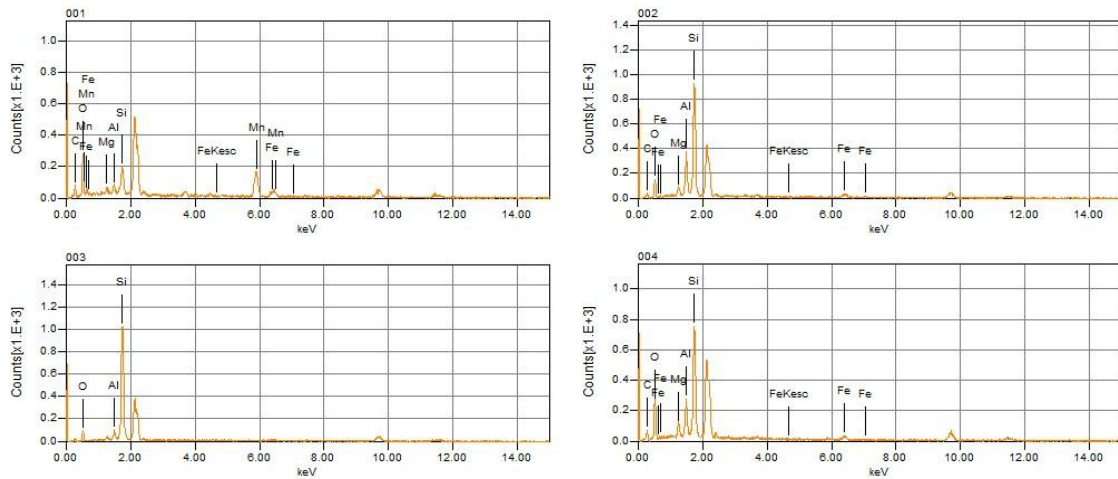 001
Counts[x1.E+3]
1.0
0.8
0.6
0.4
0.2
0.0
Fe
Mn
O
Mn
C
Fe
Mg
Al
Si
FeKesc
Mn
Mn
Fe
Fe
0.00 2.00 4.00 6.00 8.00 10.00 12.00 14.00
keV
002
Counts[x1.E+3]
1.4
1.2
1.0
0.8
0.6
0.4
0.2
0.0
Si
Al
Fe
O
Mg
C
Fe
FeKesc
Fe
Fe
0.00 2.00 4.00 6.00 8.00 10.00 12.00 14.00
keV
003
Counts[x1.E+3]
1.4
1.2
1.0
0.8
0.6
0.4
0.2
0.0
Si
O
Al
0.00 2.00 4.00 6.00 8.00 10.00 12.00 14.00
keV
004
Counts[x1.E+3]
1.0
0.8
0.6
0.4
0.2
0.0
Si
O
Al
Fe
Mg
C
Fe
FeKesc
Fe
Fe
0.00 2.00 4.00 6.00 8.00 10.00 12.00 14.00
keV